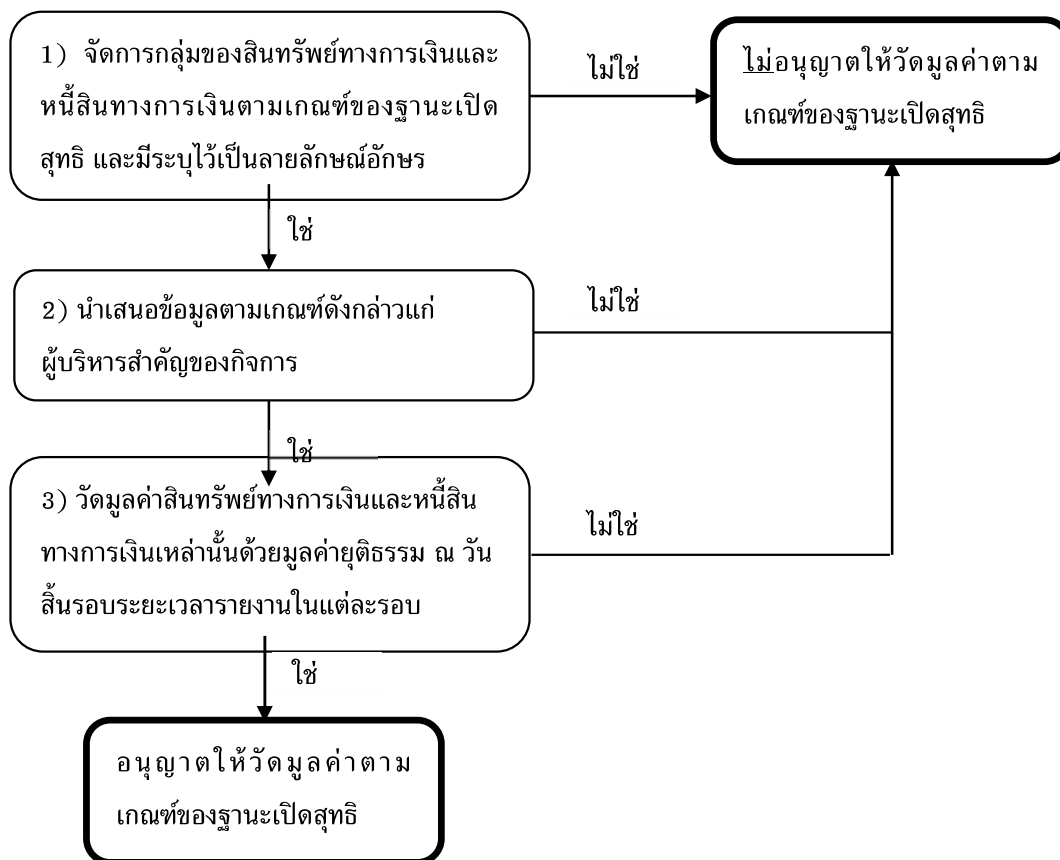 1) จัดการกลุ่มของสินทรัพย์ทางการเงินและ
หนี้สินทางการเงินตามเกณฑ์ของฐานะเปิด
สุทธิ และมีระบุไว้เป็นลายลักษณ์อักษร
ไม่ใช่
ไม่อนุญาตให้วัดมูลค่าตาม
เกณฑ์ของฐานะเปิดสุทธิ
ใช่
2) นำเสนอข้อมูลตามเกณฑ์ดังกล่าวแก่
ผู้บริหารสำคัญของกิจการ
ไม่ใช่
ใช่
3) วัดมูลค่าสินทรัพย์ทางการเงินและหนี้สิน
ทางการเงินเหล่านั้นด้วยมูลค่ายุติธรรม ณ วัน
สิ้นรอบระยะเวลารายงานในแต่ละรอบ
ไม่ใช่
ใช่
อนุญาตให้วัดมูลค่าตาม
เกณฑ์ของฐานะเปิดสุทธิ